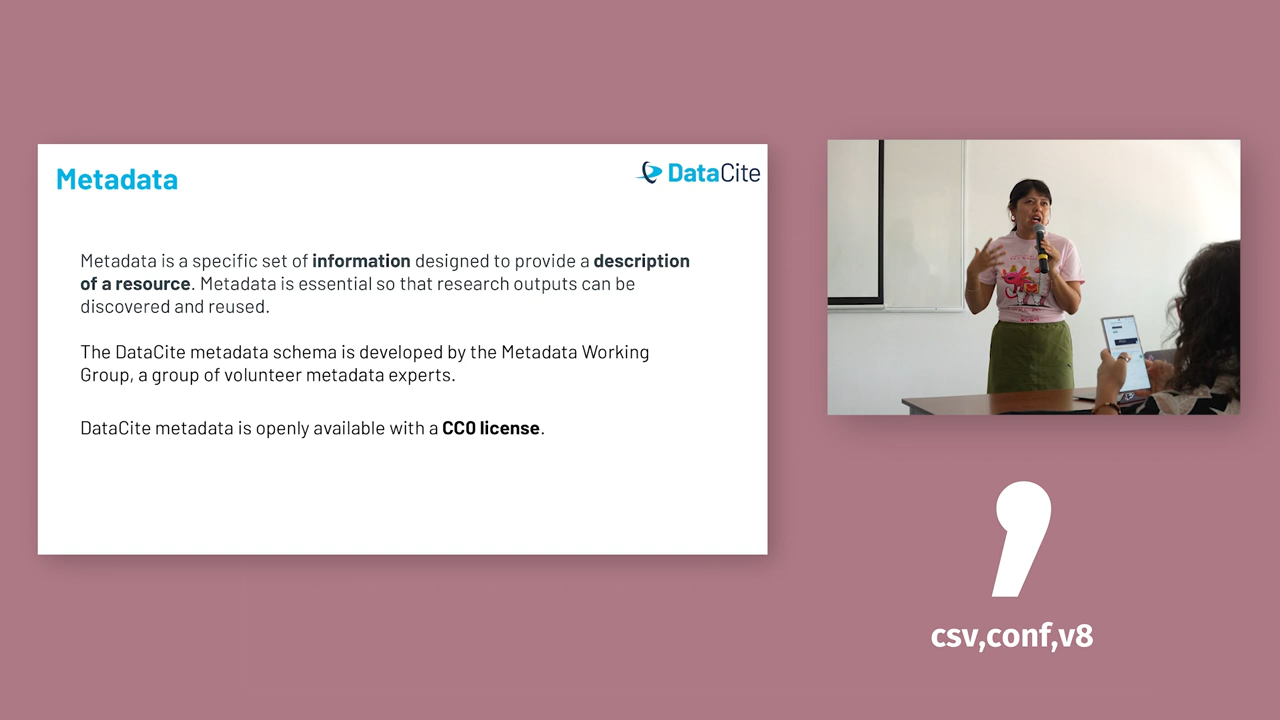 Metadata
DataCite
Metadata is a specific set of information designed to provide a description
of a resource. Metadata is essential so that research outputs can be
discovered and reused.
The DataCite metadata schema is developed by the Metadata Working
Group, a group of volunteer metadata experts.
DataCite metadata is openly available with a CC0 license.
csv,conf,v8